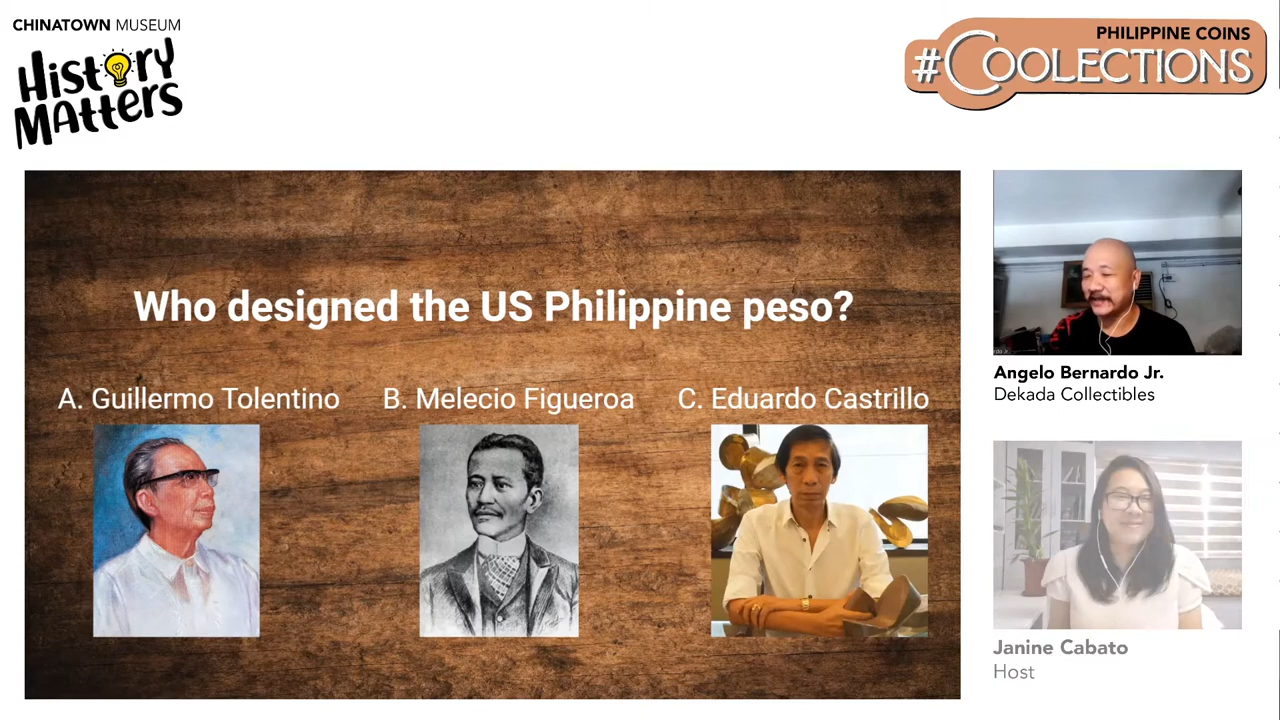 CHINATOWN MUSEUM
HIStORY
MAtteRS
PHILIPPINE COINS
#COOLECTIONS
Who designed the US Philippine peso?
A. Guillermo Tolentino
B. Melecio Figueroa
C. Eduardo Castrillo
Angelo Bernardo Jr.
Dekada Collectibles
Janine Cabato
Host